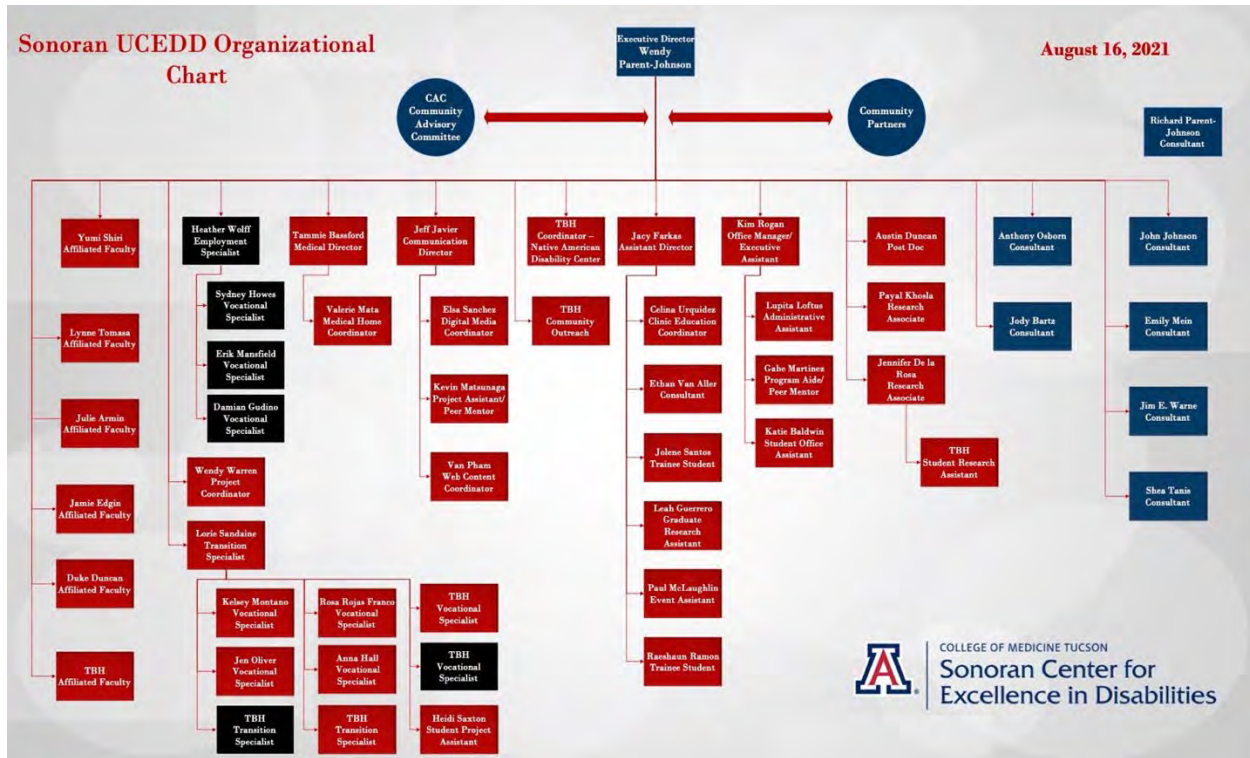 Sonoran UCEDD Organizational
Chart
Executive Director
Wendy
Parent-Johnson
August 16, 2021
CAC
Community
Advisory
Committee
Community
Partners
Richard Parent-
Johnson
Consultant
Yumi Shiri
Affiliated Faculty
Heather Wolff
Employment
Specialist
Tammie Bassford
Medical Director
Jeff Javier
Communication
Director
TBH
Coordinator –
Native American
Disability Center
Jacy Farkas
Assistant Director
Kim Rogan
Office Manager/
Executive
Assistant
Austin Duncan
Post Doc
Anthony Osborn
Consultant
John Johnson
Consultant
Sydney Howes
Vocational
Specialist
Valerie Mata
Medical Home
Coordinator
Elsa Sanchez
Digital Media
Coordinator
TBH
Community
Outreach
Celina Urquidez
Clinic Education
Coordinator
Lupita Loftus
Administrative
Assistant
Payal Khosla
Research
Associate
Jody Bartz
Consultant
Emily Mein
Consultant
Lynne Tomasa
Affiliated Faculty
Erik Mansfield
Vocational
Specialist
Kevin Matsunaga
Project Assistant/
Peer Mentor
Ethan Van Aller
Consultant
Gabe Martinez
Program Aide/
Peer Mentor
Jennifer De la
Rosa
Research
Associate
Julie Armin
Affiliated Faculty
Damian Gudino
Vocational
Specialist
Jim E. Warne
Consultant
Wendy Warren
Project
Coordinator
Van Pham
Web Content
Coordinator
Jolene Santos
Trainee Student
Katie Baldwin
Student Office
Assistant
TBH
Student Research
Assistant
Jamie Edgin
Affiliated Faculty
Lorie Sandaine
Transition
Specialist
Leah Guerrero
Graduate
Research
Assistant
Shea Tanis
Consultant
Duke Duncan
Affiliated Faculty
Kelsey Montano
Vocational
Specialist
Rosa Rojas Franco
Vocational
Specialist
TBH
Vocational
Specialist
Paul McLaughlin
Event Assistant
TBH
Affiliated Faculty
Jen Oliver
Vocational
Specialist
Anna Hall
Vocational
Specialist
TBH
Vocational
Specialist
Raeshaun Ramon
Trainee Student
TBH
Transition
Specialist
TBH
Transition
Specialist
Heidi Saxton
Student Project
Assistant
A
COLLEGE OF MEDICINE TUCSON
Sonoran Center for
Excellence in Disabilities